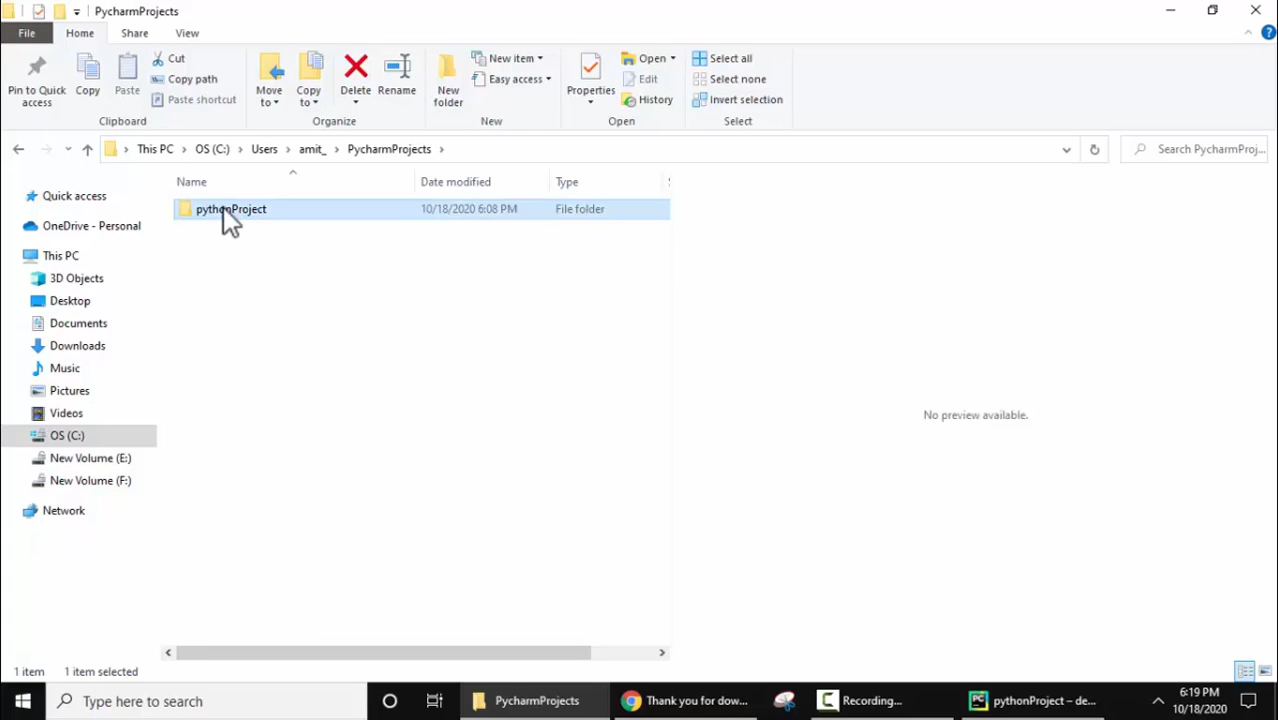 PycharmProjects
File Home Share View
Pin to Quick access
Copy
Paste
Cut
Copy path
Paste shortcut
Clipboard
Move to
Copy to
Delete
Rename
Organize
New folder
New item
Easy access
New
Properties
Open
Edit
History
Open
Select all
Select none
Invert selection
Select
This PC > OS (C:) > Users > amit_ > PycharmProjects >
Search PycharmProj...
Name Date modified Type
pythonProject 10/18/2020 6:08 PM File folder
Quick access
OneDrive - Personal
This PC
3D Objects
Desktop
Documents
Downloads
Music
Pictures
Videos
OS (C:)
New Volume (E:)
New Volume (F:)
Network
No preview available.
1 item 1 item selected
Type here to search
PycharmProjects
Thank you for dow...
Recording...
PC
pythonProject – de...
6:19 PM
10/18/2020